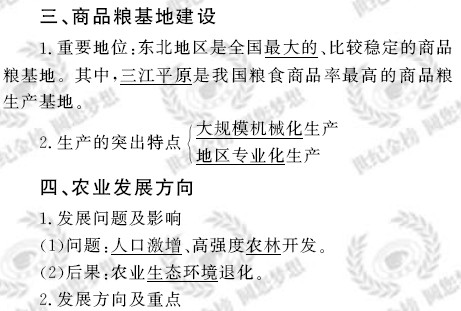 三、商品粮基地建设
1.重要地位:东北地区是全国最大的、比较稳定的商品
粮基地。其中,三江平原是我国粮食商品率最高的商品粮
生产基地。
2.生产的突出特点
大规模机械化生产
地区专业化生产
四、农业发展方向
1.发展问题及影响
(1)问题:人口激增、高强度农林开发。
(2)后果:农业生态环境退化。
2.发展方向及重点